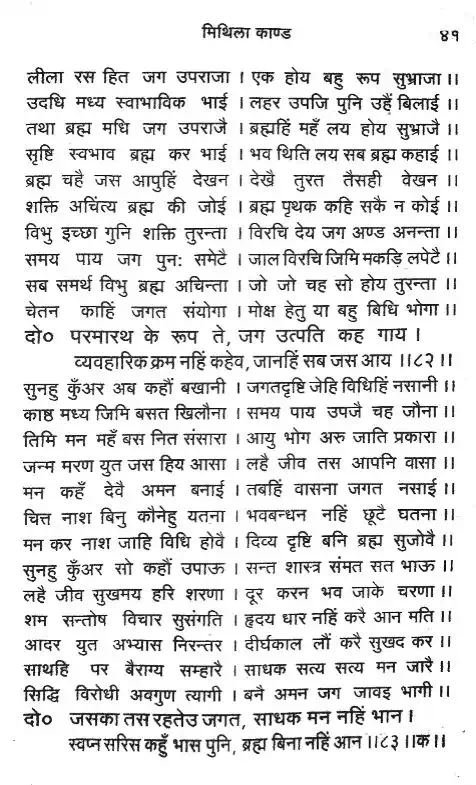 मिथिला काण्ड ४१
लीला रस हित जग उपराजा । एक होय बहु रूप सुभ्राजा ।।
उदधि मध्य स्वाभाविक भाई । लहर उपजि पुनि उहैं बिलाई ।।
तथा ब्रह्म मधि जग उपराजै । ब्रह्महिं महँ लय होय सुभ्राजै ।।
सृष्टि स्वभाव ब्रह्म कर भाई । भव थिति लय सब ब्रह्म कहाई ।।
ब्रह्म चहै जस आपुहिं देखन । देखै तुरत तैसही वेखन ।।
शक्ति अचिंत्य ब्रह्म की जोई । ब्रह्म पृथक कहि सकै न कोई ।।
विभु इच्छा गुनि शक्ति तुरन्ता । विरचि देय जग अण्ड अनन्ता ।।
समय पाय जग पुनः समेटै । जाल विरचि जिमि मकड़ि लपेटै ।।
सब समर्थ विभु ब्रह्म अचिन्ता । जो जो चह सो होय तुरन्ता ।।
चेतन काहिं जगत संयोगा । मोक्ष हेतु या बहु बिधि भोगा ।।
दो० परमारथ के रूप ते, जग उत्पति कह गाय ।
व्यवहारिक क्रम नहिं कहेव, जानहिं सब जस आय ।।८२।।
सुनहु कुँअर अब कहौं बखानी । जगतदृष्टि जेहि विधिहिं नसानी ।।
काष्ठ मध्य जिमि बसत खिलौना । समय पाय उपजै चह जौना ।।
तिमि मन महँ बस नित संसारा । आयु भोग अरु जाति प्रकारा ।।
जन्म मरण युत जस हिय आसा । लहै जीव तस आपनि वासा ।।
मन कहँ देवै अमन बनाई । तबहिं वासना जगत नसाई ।।
चित्त नाश बिनु कौनेहु यतना । भवबन्धन नहिं छूटै घतना ।।
मन कर नाश जाहि विधि होवै । दिव्य दृष्टि बनि ब्रह्म सुजोवै ।।
सुनहु कुँअर सो कहौं उपाऊ । सन्त शास्त्र संमत सत भाऊ ।।
लहै जीव सुखमय हरि शरणा । दूर करन भव जाके चरणा ।।
शम सन्तोष विचार सुसंगति । हृदय धार नहिं करै आन मति ।।
आदर युत अभ्यास निरन्तर । दीर्घकाल लौं करै सुखद कर ।।
साथहि पर बैराग्य सम्हारै । साधक सत्य सत्य मन जारै ।।
सिद्धि विरोधी अवगुण त्यागी । बनै अमन जग जावइ भागी ।।
दो० जसका तस रहतेउ जगत, साधक मन नहिं भान ।
स्वप्न सरिस कहुँ भास पुनि, ब्रह्म बिना नहिं आन ।।८३।।क।।